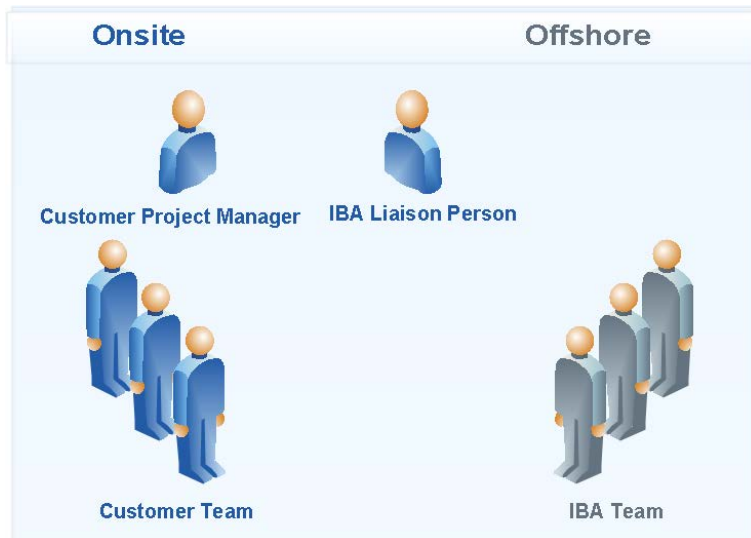 Onsite
Offshore
Customer Project Manager
IBA Liaison Person
Customer Team
IBA Team